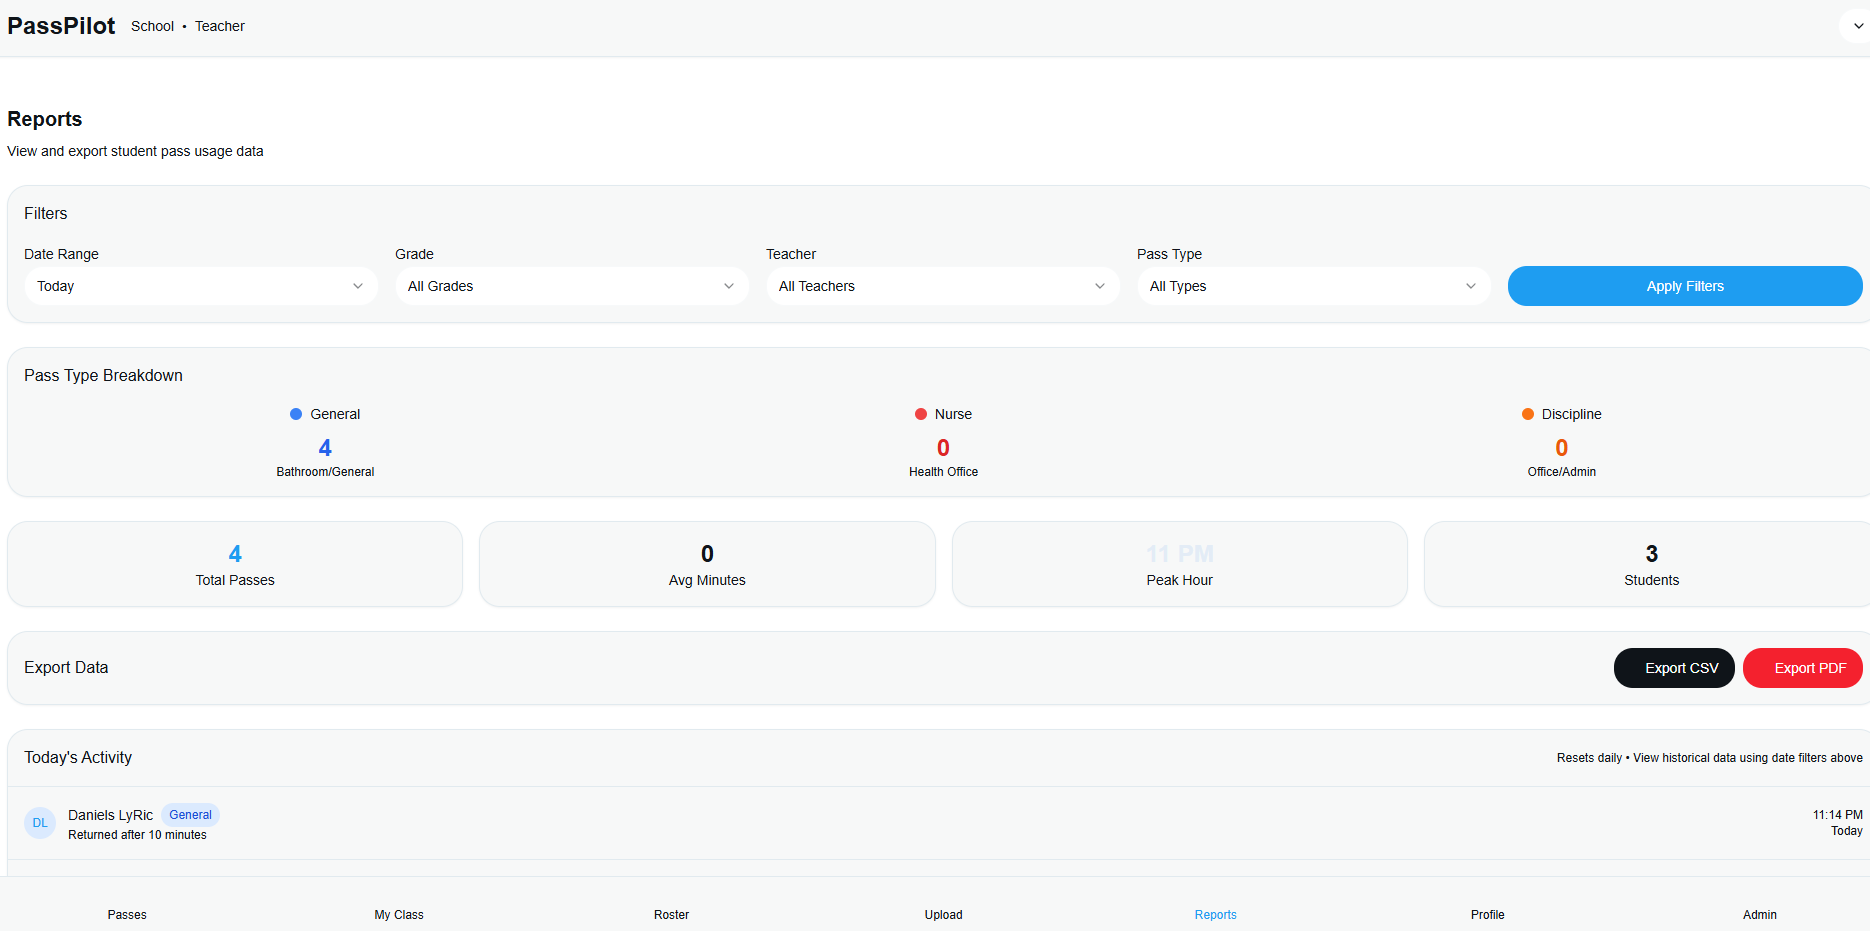 PassPilot School • Teacher
Reports
View and export student pass usage data
Filters
Date Range Grade Teacher Pass Type
Today All Grades All Teachers All Types Apply Filters
Pass Type Breakdown
General Nurse Discipline
4 0 0
Bathroom/General Health Office Office/Admin
4 0 11 PM 3
Total Passes Avg Minutes Peak Hour Students
Export Data Export CSV Export PDF
Today's Activity Resets daily • View historical data using date filters above
DL Daniels LyRic General 11:14 PM
Returned after 10 minutes Today
Passes My Class Roster Upload Reports Profile Admin